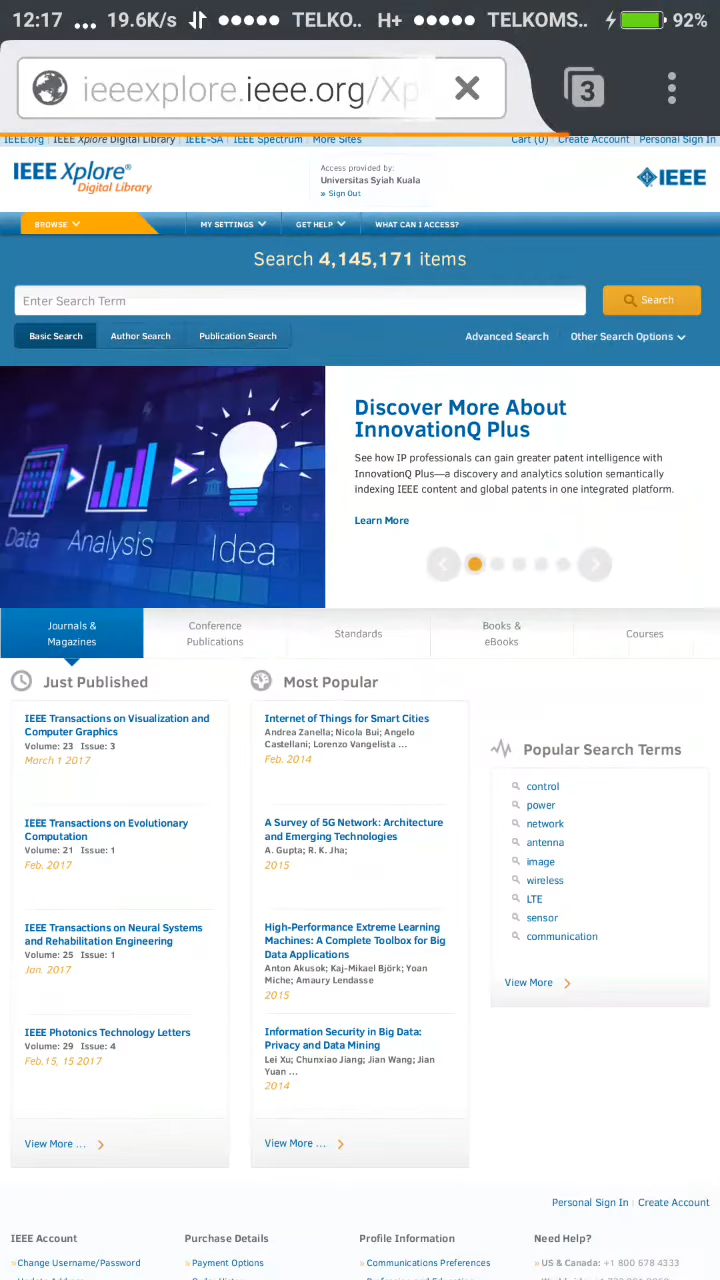 12:17 ... 19.6K/s TELKO.. H+ TELKOMS.. 92%
ieeexplore.ieee.org/Xp
3
IEEE.org | IEEE Xplore Digital Library | IEEE-SA | IEEE Spectrum | More Sites
Cart (0) Create Account | Personal Sign In
IEEE Xplore®
Digital Library
Access provided by:
Universitas Syiah Kuala
» Sign Out
IEEE
BROWSE
MY SETTINGS
GET HELP
WHAT CAN I ACCESS?
Search 4,145,171 items
Enter Search Term
Search
Basic Search
Author Search
Publication Search
Advanced Search
Other Search Options
Data
Analysis
Idea
Discover More About
InnovationQ Plus
See how IP professionals can gain greater patent intelligence with
InnovationQ Plus—a discovery and analytics solution semantically
indexing IEEE content and global patents in one integrated platform.
Learn More
Journals &
Magazines
Conference
Publications
Standards
Books &
eBooks
Courses
Just Published
IEEE Transactions on Visualization and
Computer Graphics
Volume: 23 Issue: 3
March 1 2017
IEEE Transactions on Evolutionary
Computation
Volume: 21 Issue: 1
Feb. 2017
IEEE Transactions on Neural Systems
and Rehabilitation Engineering
Volume: 25 Issue: 1
Jan. 2017
IEEE Photonics Technology Letters
Volume: 29 Issue: 4
Feb.15, 15 2017
View More ...
Most Popular
Internet of Things for Smart Cities
Andrea Zanella; Nicola Bui; Angelo
Castellani; Lorenzo Vangelista ...
Feb. 2014
A Survey of 5G Network: Architecture
and Emerging Technologies
A. Gupta; R. K. Jha;
2015
High-Performance Extreme Learning
Machines: A Complete Toolbox for Big
Data Applications
Anton Akusok; Kaj-Mikael Björk; Yoan
Miche; Amaury Lendasse
2015
Information Security in Big Data:
Privacy and Data Mining
Lei Xu; Chunxiao Jiang; Jian Wang; Jian
Yuan ...
2014
View More ...
Popular Search Terms
control
power
network
antenna
image
wireless
LTE
sensor
communication
View More
Personal Sign In | Create Account
IEEE Account
» Change Username/Password
Purchase Details
» Payment Options
Profile Information
» Communications Preferences
Need Help?
» US & Canada: +1 800 678 4333